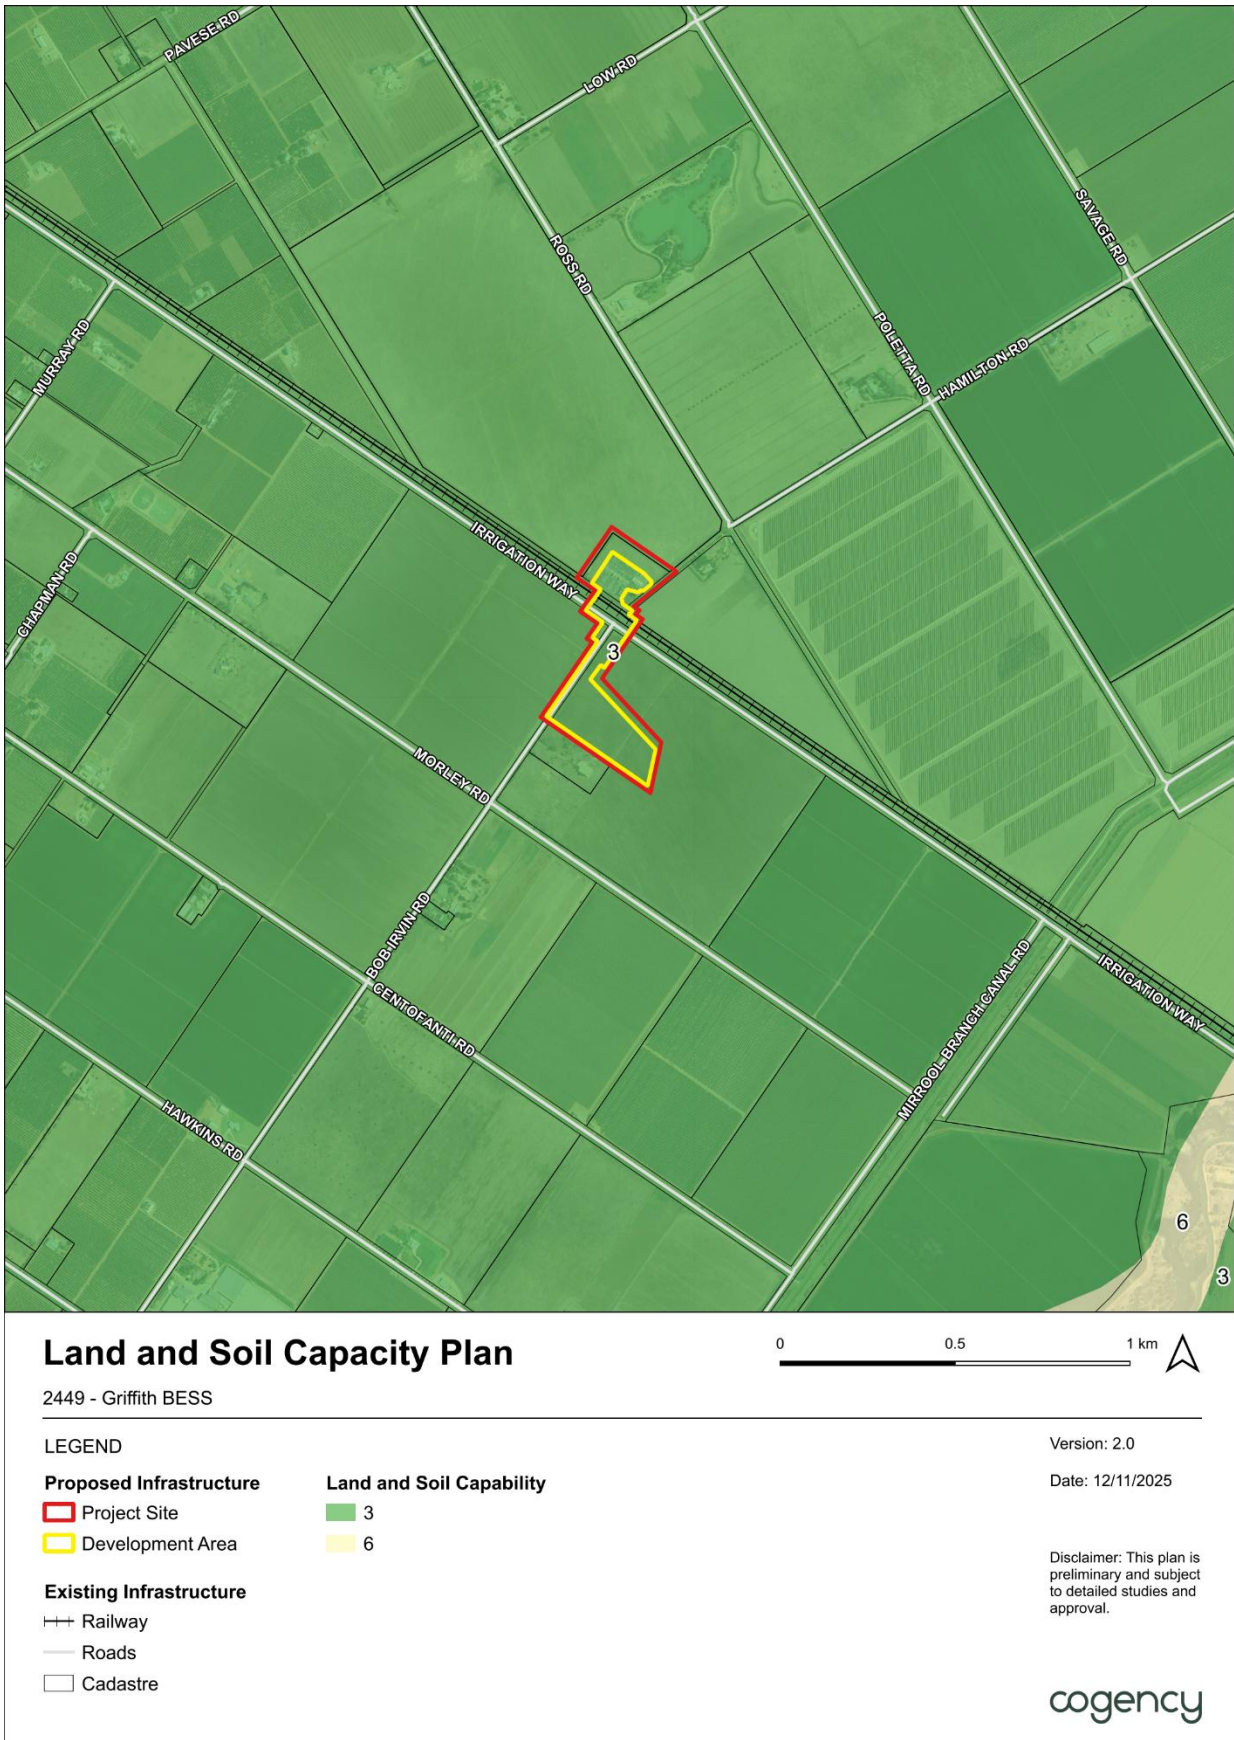 PAVESE RD
LOW RD
ROSS RD
SAVAGE RD
POLETTA RD
HAMILTON RD
MURRAY RD
IRRIGATION WAY
CHAPMAN RD
3
MORLEY RD
BOB IRVIN RD
CENTOFANTI RD
MIRROOL BRANCH CANAL RD
IRRIGATION WAY
HAWKINS RD
6
3
Land and Soil Capacity Plan
2449 - Griffith BESS
0 0.5 1 km
LEGEND
Proposed Infrastructure
Project Site
Development Area
Existing Infrastructure
Railway
Roads
Cadastre
Land and Soil Capability
3
6
Version: 2.0
Date: 12/11/2025
Disclaimer: This plan is
preliminary and subject
to detailed studies and
approval.
cogency